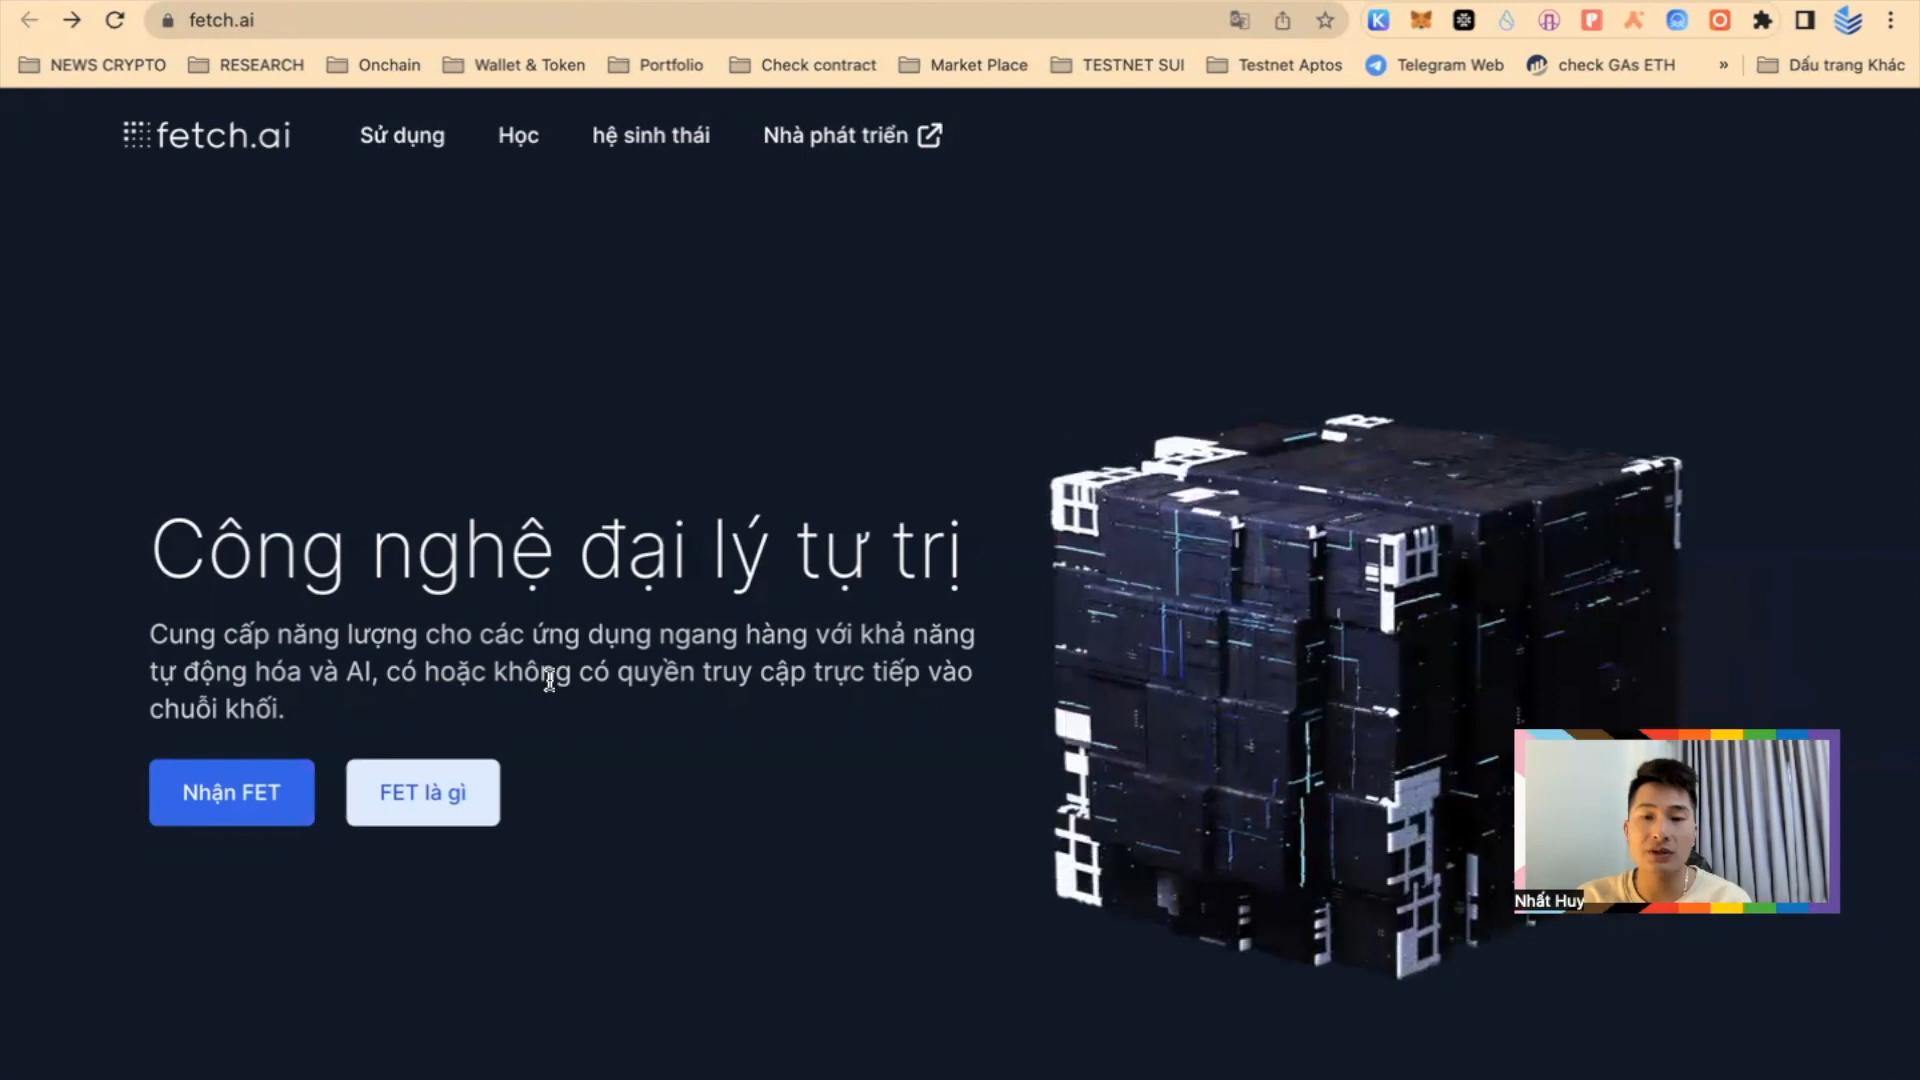 fetch.ai
NEWS CRYPTO RESEARCH Onchain Wallet & Token Portfolio Check contract Market Place TESTNET SUI Testnet Aptos Telegram Web check GAs ETH » Dấu trang Khác
fetch.ai Sử dụng Học hệ sinh thái Nhà phát triển
Công nghệ đại lý tự trị
Cung cấp năng lượng cho các ứng dụng ngang hàng với khả năng
tự động hóa và AI, có hoặc không có quyền truy cập trực tiếp vào
chuỗi khối.
Nhận FET FET là gì
Nhất Huy